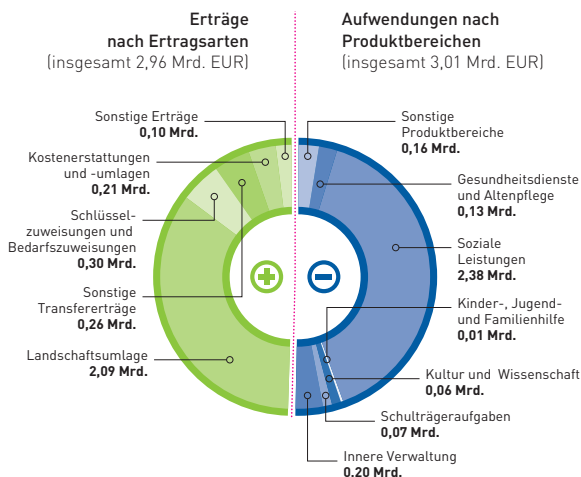 Erträge
nach Ertragsarten
(insgesamt 2,96 Mrd. EUR)
Aufwendungen nach
Produktbereichen
(insgesamt 3,01 Mrd. EUR)
Sonstige Erträge
0,10 Mrd.
Kostenerstattungen
und -umlagen
0,21 Mrd.
Schlüssel-
zuweisungen und
Bedarfszuweisungen
0,30 Mrd.
Sonstige
Transfererträge
0,26 Mrd.
Landschaftsumlage
2,09 Mrd.
Sonstige
Produktbereiche
0,16 Mrd.
Gesundheitsdienste
und Altenpflege
0,13 Mrd.
Soziale
Leistungen
2,38 Mrd.
Kinder-, Jugend-
und Familienhilfe
0,01 Mrd.
Kultur und Wissenschaft
0,06 Mrd.
Schulträgeraufgaben
0,07 Mrd.
Innere Verwaltung
0,20 Mrd.